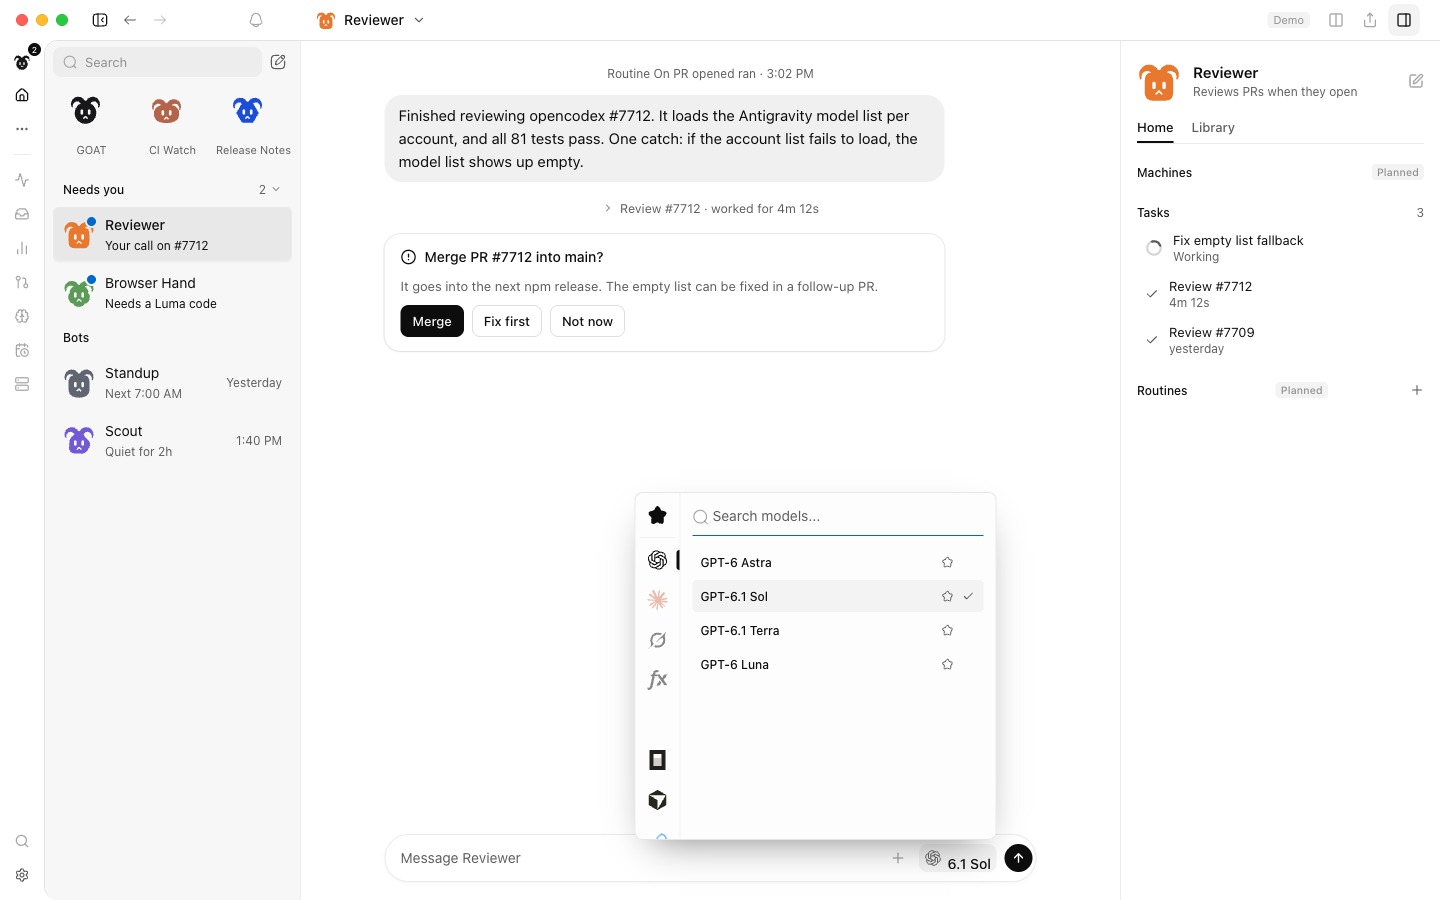 Reviewer
Demo
2
Search
GOAT
CI Watch
Release Notes
Needs you
2
Reviewer
Your call on #7712
Browser Hand
Needs a Luma code
Bots
Standup
Next 7:00 AM
Yesterday
Scout
Quiet for 2h
1:40 PM
Routine On PR opened ran · 3:02 PM
Finished reviewing opencodex #7712. It loads the Antigravity model list per
account, and all 81 tests pass. One catch: if the account list fails to load, the
model list shows up empty.
Review #7712 · worked for 4m 12s
Merge PR #7712 into main?
It goes into the next npm release. The empty list can be fixed in a follow-up PR.
Merge
Fix first
Not now
Search models...
GPT-6 Astra
GPT-6.1 Sol
GPT-6.1 Terra
GPT-6 Luna
fx
Message Reviewer
6.1 Sol
Reviewer
Reviews PRs when they open
Home
Library
Machines
Planned
Tasks
3
Fix empty list fallback
Working
Review #7712
4m 12s
Review #7709
yesterday
Routines
Planned